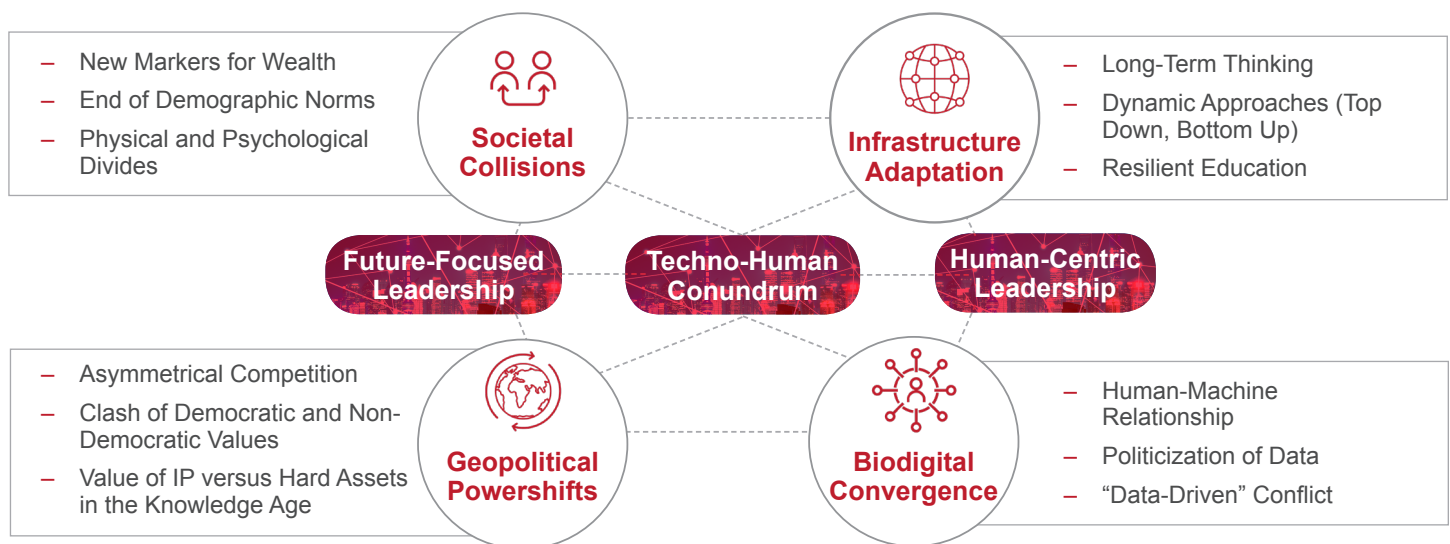 – New Markers for Wealth
– End of Demographic Norms
– Physical and Psychological
Divides
Societal
Collisions
Infrastructure
Adaptation
– Long-Term Thinking
– Dynamic Approaches (Top
Down, Bottom Up)
– Resilient Education
Future-Focused
Leadership
Techno-Human
Conundrum
Human-Centric
Leadership
– Asymmetrical Competition
– Clash of Democratic and Non-
Democratic Values
– Value of IP versus Hard Assets
in the Knowledge Age
Geopolitical
Powershifts
Biodigital
Convergence
– Human-Machine
Relationship
– Politicization of Data
– “Data-Driven” Conflict